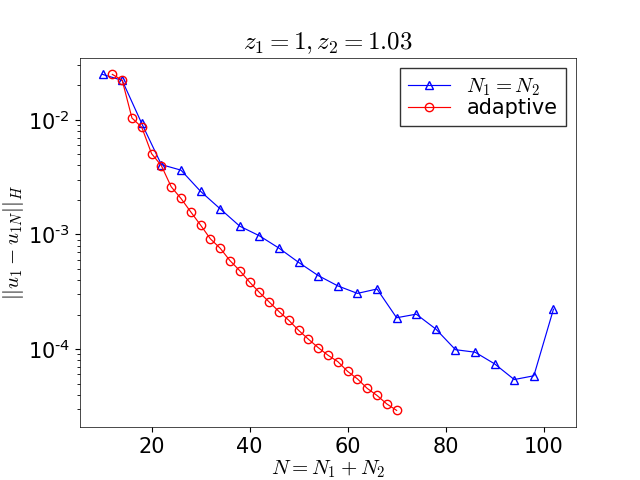 z₁ = 1, z₂ = 1.03
N₁ = N₂
adaptive
10⁻²
10⁻³
10⁻⁴
||u₁ − u₁N||H
20 40 60 80 100
N = N₁ + N₂